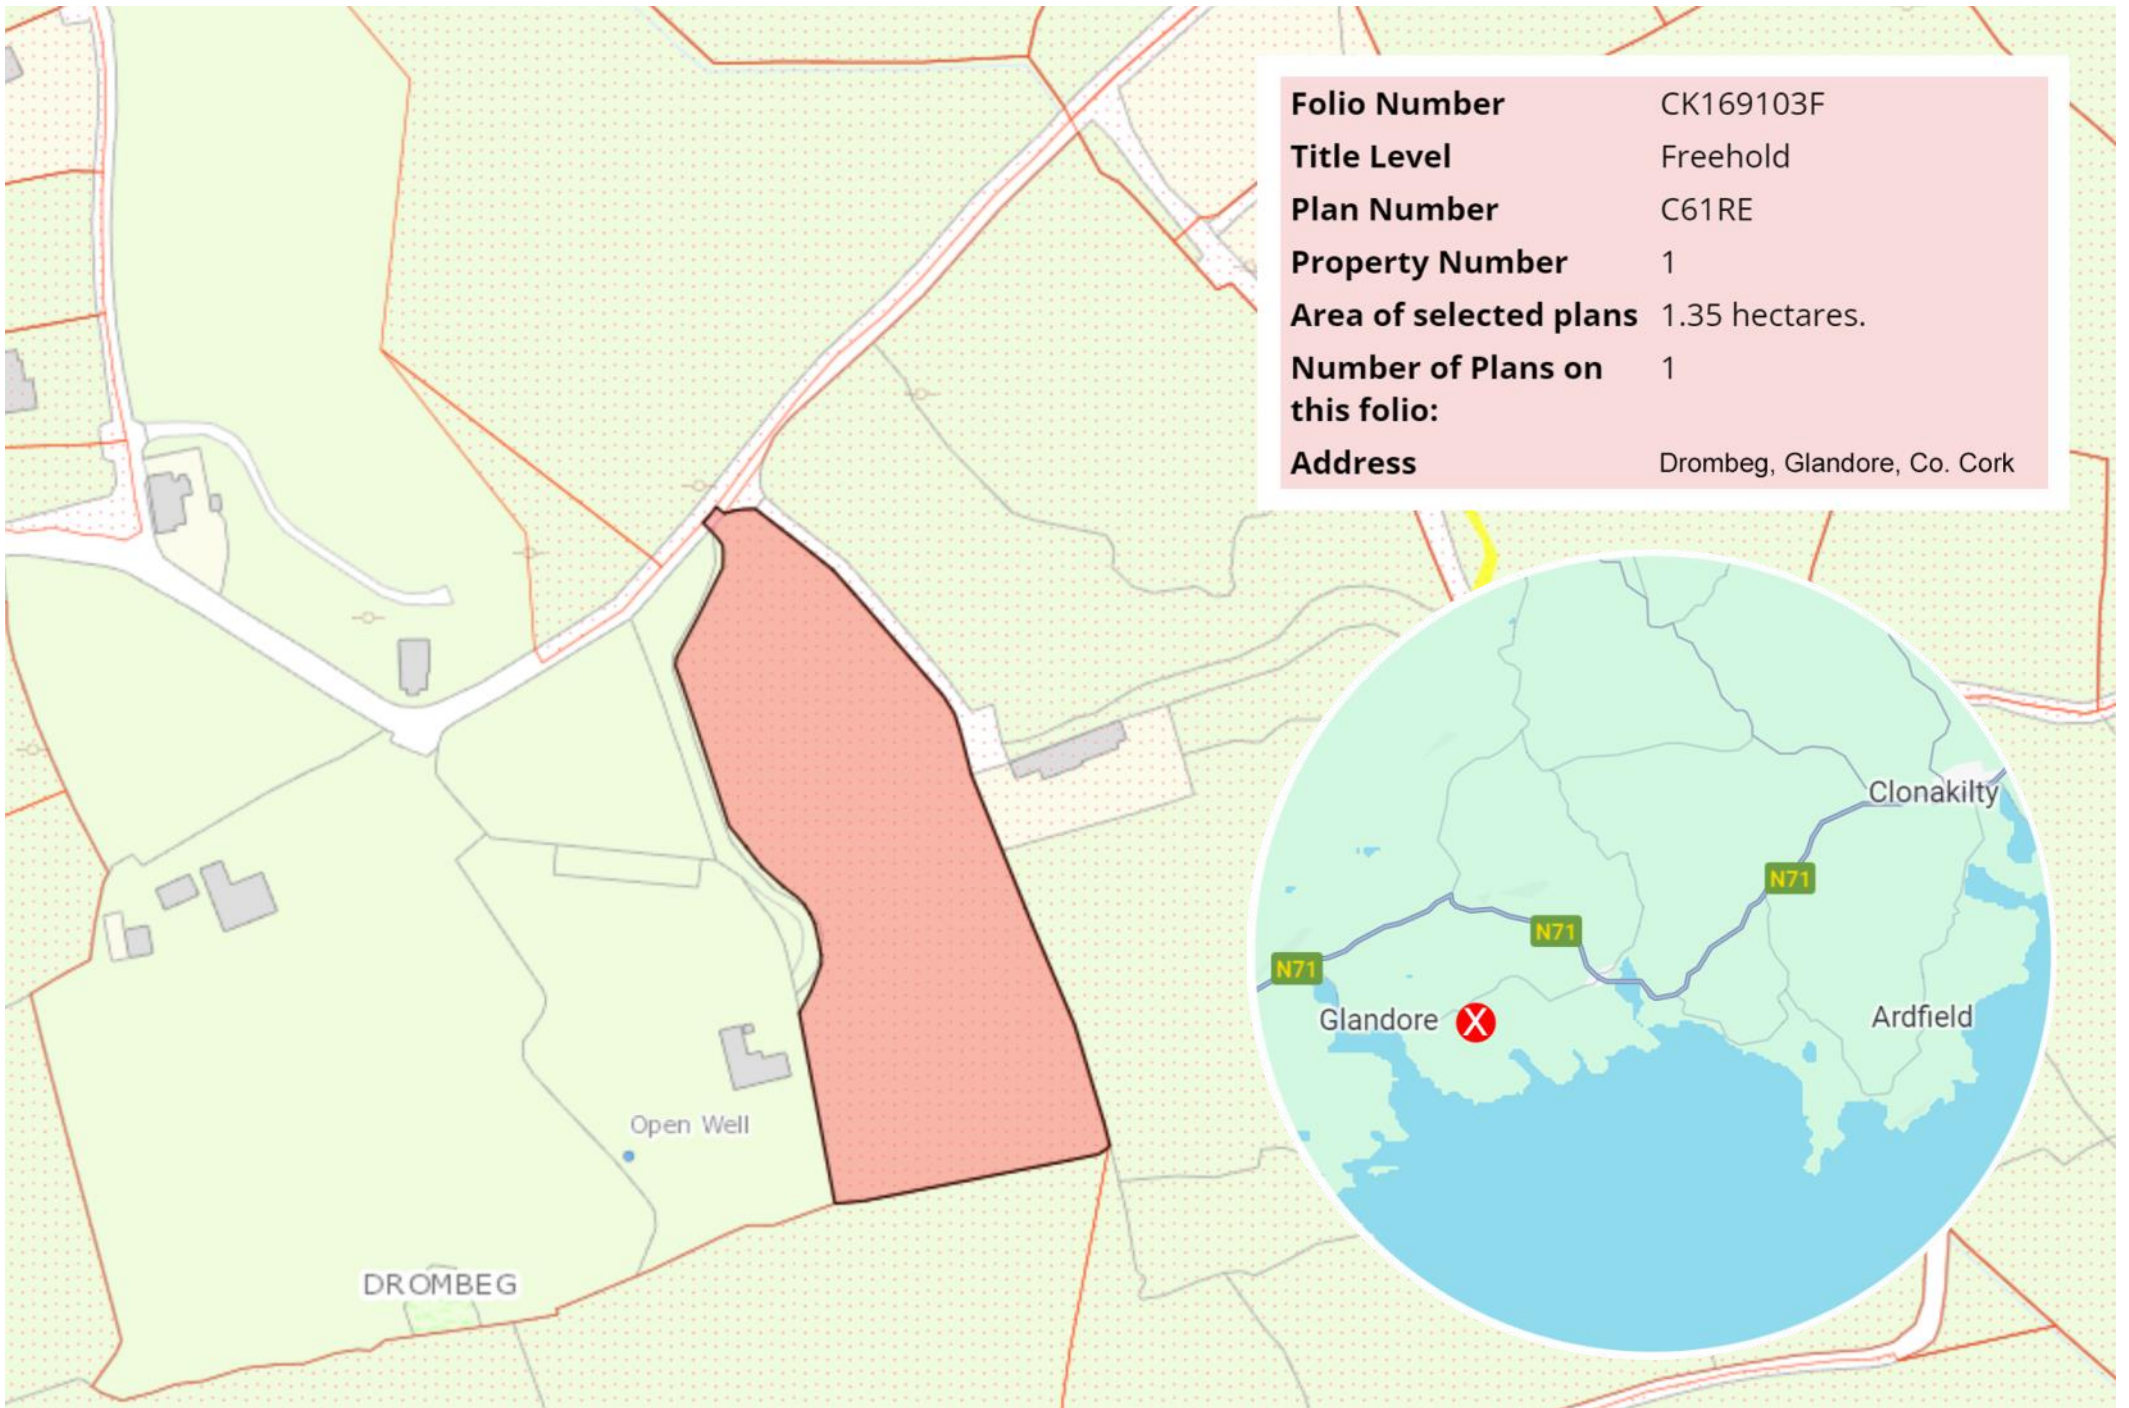 Folio Number CK169103F
Title Level Freehold
Plan Number C61RE
Property Number 1
Area of selected plans 1.35 hectares.
Number of Plans on 1
this folio:
Address Drombeg, Glandore, Co. Cork
Clonakilty
N71
N71
N71
Glandore X
Ardfield
Open Well
DROMBEG